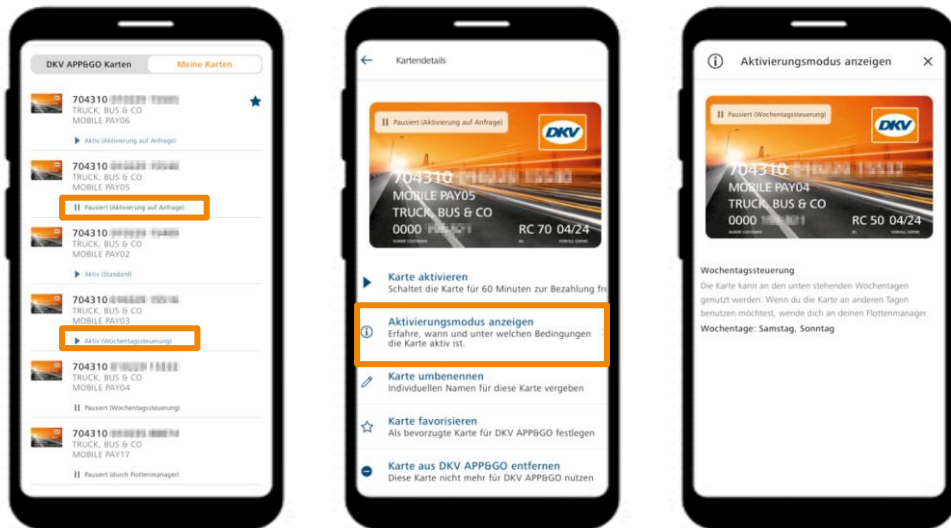 DKV APP&GO Karten
Meine Karten
704310
TRUCK, BUS & CO
MOBILE PAY06
Aktiv (Aktivierung auf Anfrage)
704310
TRUCK, BUS & CO
MOBILE PAY05
Pausiert (Aktivierung auf Anfrage)
704310
TRUCK, BUS & CO
MOBILE PAY02
Aktiv (Standard)
704310
TRUCK, BUS & CO
MOBILE PAY03
Aktiv (Wochentagssteuerung)
704310
TRUCK, BUS & CO
MOBILE PAY04
Pausiert (Wochentagssteuerung)
704310
TRUCK, BUS & CO
MOBILE PAY17
Pausiert (durch Flottenmanager)
Kartendetails
Pausiert (Aktivierung auf Anfrage)
DKV
704310
MOBILE PAY05
TRUCK, BUS & CO
0000
RC 70 04/24
Karte aktivieren
Schaltet die Karte für 60 Minuten zur Bezahlung fre
Aktivierungsmodus anzeigen
Erfahre, wann und unter welchen Bedingungen
die Karte aktiv ist.
Karte umbenennen
Individuellen Namen für diese Karte vergeben
Karte favorisieren
Als bevorzugte Karte für DKV APP&GO festlegen
Karte aus DKV APP&GO entfernen
Diese Karte nicht mehr für DKV APP&GO nutzen
Aktivierungsmodus anzeigen
Pausiert (Wochentagssteuerung)
DKV
704310
MOBILE PAY04
TRUCK, BUS & CO
0000
RC 50 04/24
Wochentagssteuerung
Die Karte kann an den unten stehenden Wochentagen
genutzt werden. Wenn du die Karte an anderen Tagen
benutzen möchtest, wende dich an deinen Flottenmanager.
Wochentage: Samstag, Sonntag